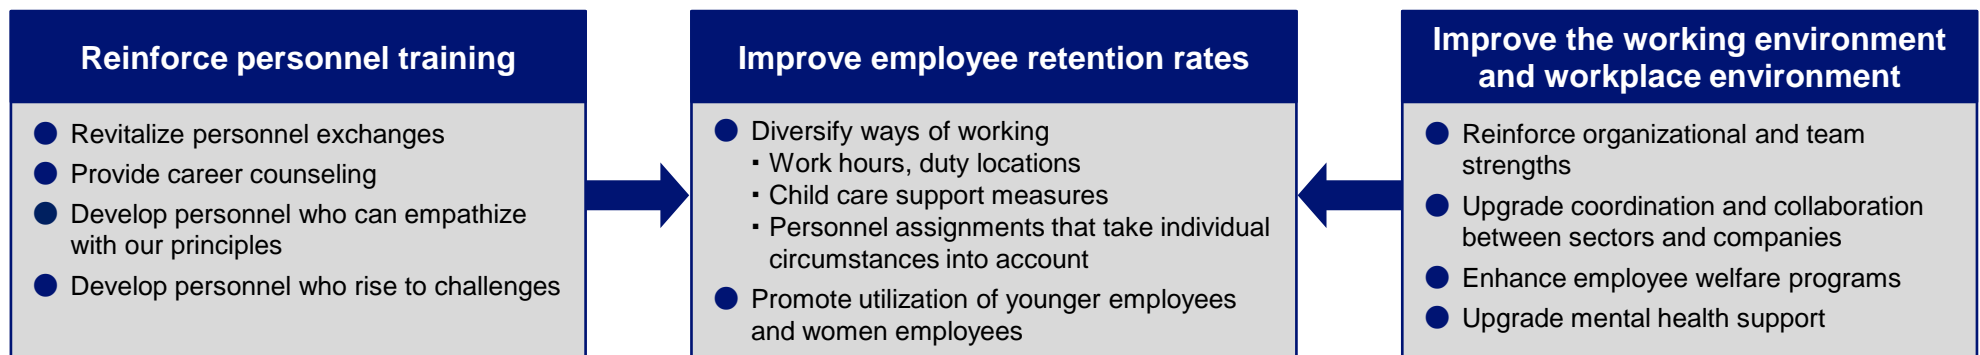 Reinforce personnel training
● Revitalize personnel exchanges
● Provide career counseling
● Develop personnel who can empathize
with our principles
● Develop personnel who rise to challenges
Improve employee retention rates
● Diversify ways of working
▪ Work hours, duty locations
▪ Child care support measures
▪ Personnel assignments that take individual
circumstances into account
● Promote utilization of younger employees
and women employees
Improve the working environment
and workplace environment
● Reinforce organizational and team
strengths
● Upgrade coordination and collaboration
between sectors and companies
● Enhance employee welfare programs
● Upgrade mental health support